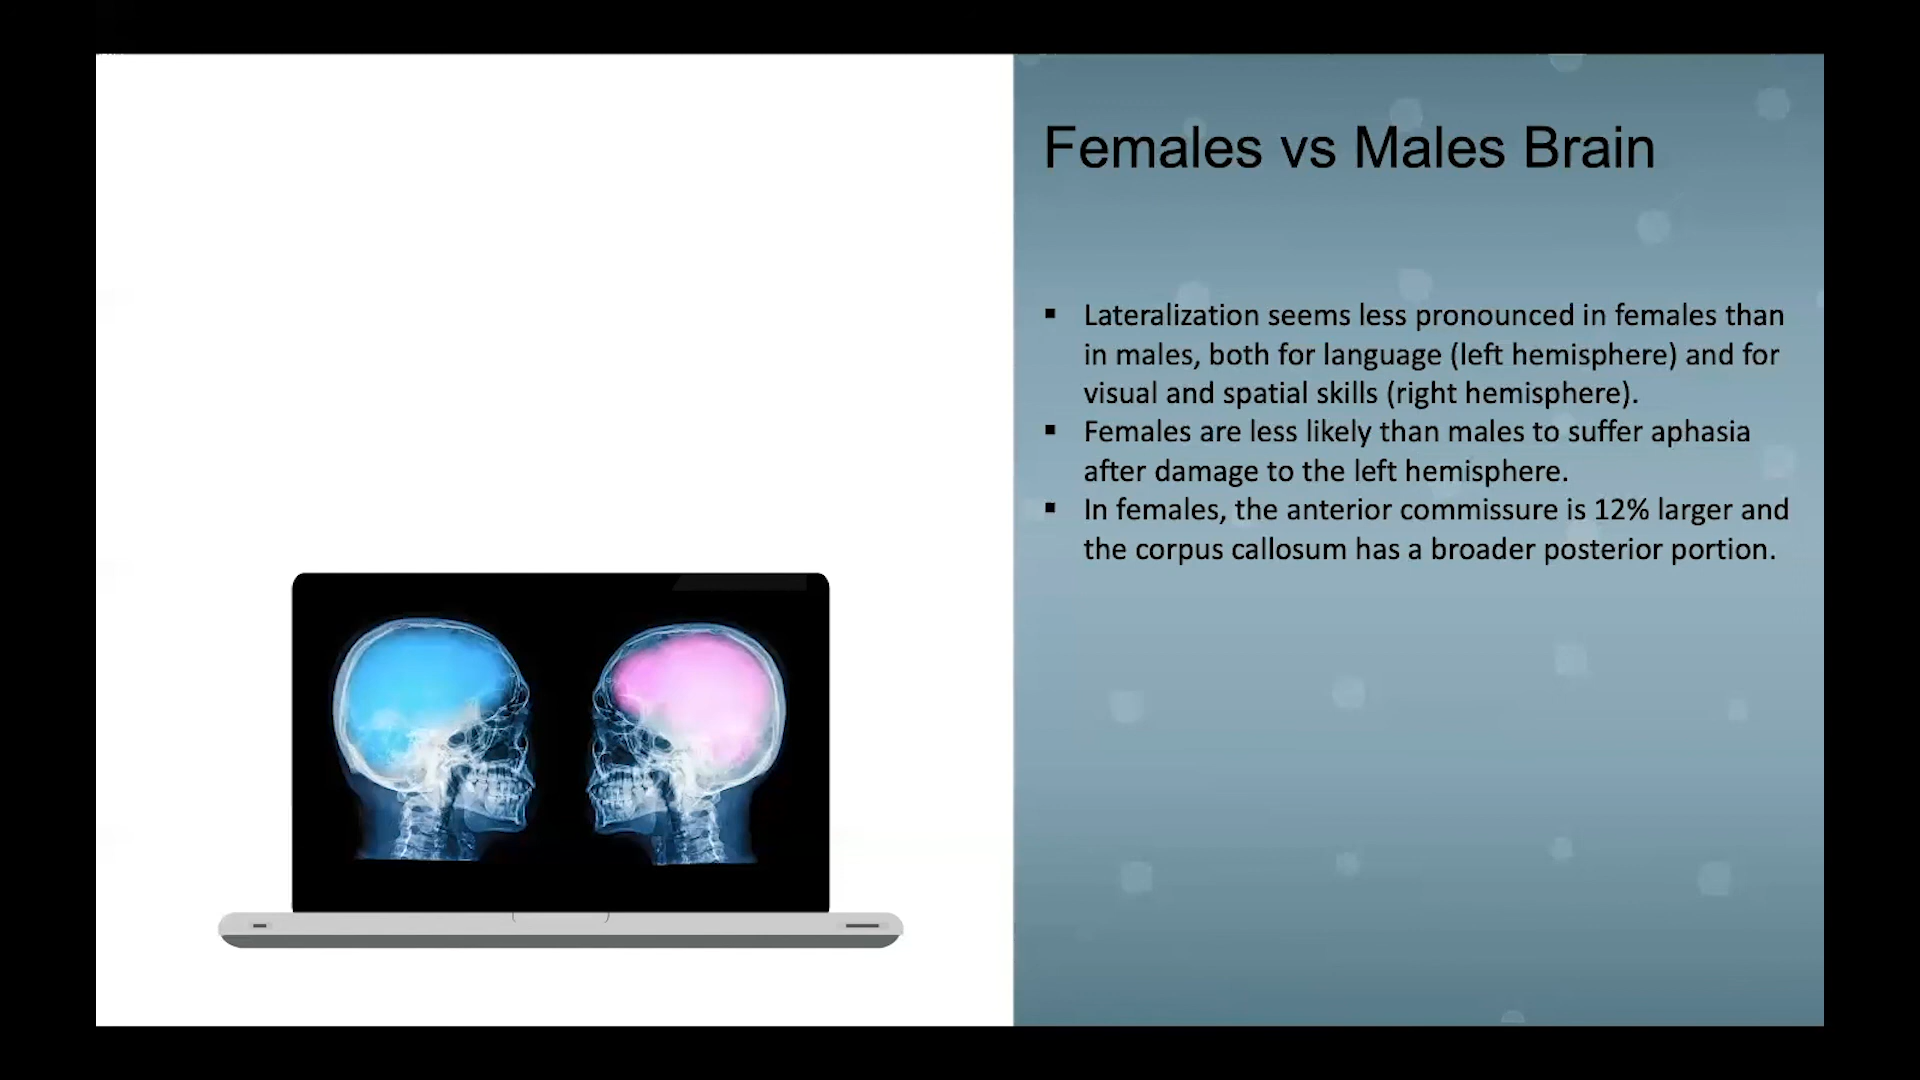 Females vs Males Brain
▪ Lateralization seems less pronounced in females than
in males, both for language (left hemisphere) and for
visual and spatial skills (right hemisphere).
▪ Females are less likely than males to suffer aphasia
after damage to the left hemisphere.
▪ In females, the anterior commissure is 12% larger and
the corpus callosum has a broader posterior portion.